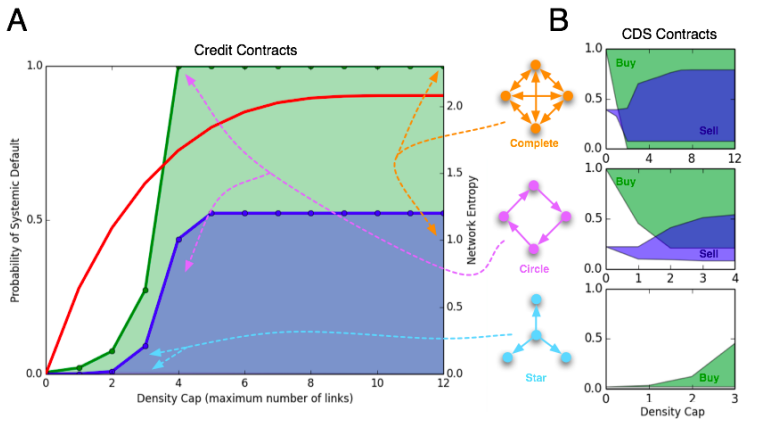 A
B
Credit Contracts
CDS Contracts
Probability of Systemic Default
1.0
0.5
0.0
0
2
4
6
8
10
12
Density Cap (maximum number of links)
2.0
1.5
1.0
0.5
0.0
Network Entropy
Complete
Circle
Star
1.0
0.5
0.0
Buy
Sell
0
4
8
12
1.0
0.5
0.0
Buy
Sell
0
1
2
3
4
1.0
0.5
0.0
Buy
0
1
2
3
Density Cap